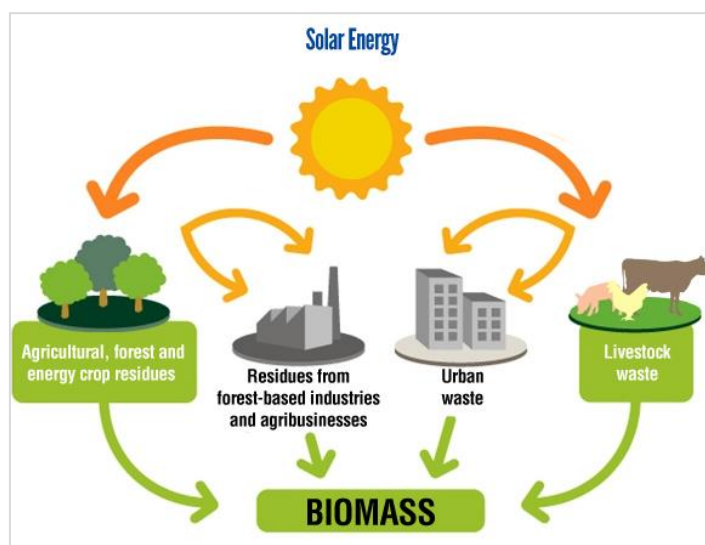 Solar Energy
Agricultural, forest and
energy crop residues
Residues from
forest-based industries
and agribusinesses
Urban
waste
Livestock
waste
BIOMASS